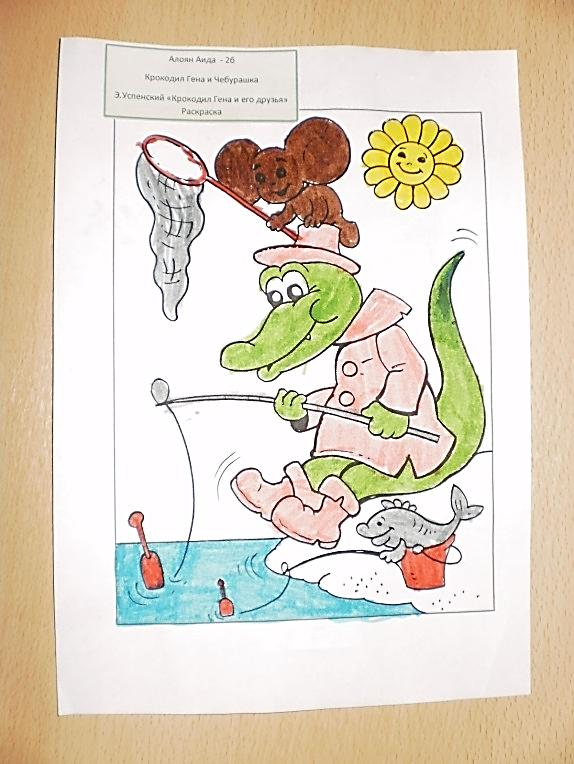 Алоян Аида - 2б
Крокодил Гена и Чебурашка
Э.Успенский «Крокодил Гена и его друзья»
Раскраска